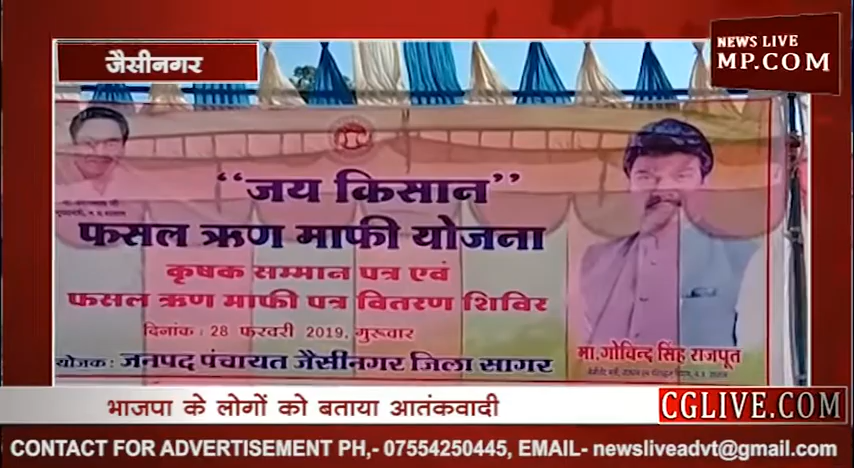 जैसीनगर
NEWS LIVE
MP.COM
"जय किसान"
फसल ऋण माफी योजना
कृषक सम्मान पत्र एवं
फसल ऋण माफी पत्र वितरण शिविर
दिनांक : 28 फरवरी 2019, गुरूवार
योजक : जनपद पंचायत जैसीनगर जिला सागर
मा.गोविन्द सिंह राजपूत
भाजपा के लोगों को बताया आतंकवादी
CGLIVE.COM
CONTACT FOR ADVERTISEMENT PH,- 07554250445, EMAIL- newsliveadvt@gmail.com